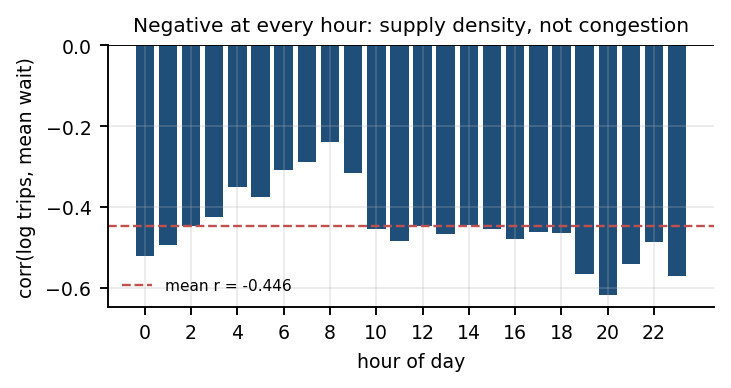 Negative at every hour: supply density, not congestion
corr(log trips, mean wait)
0.0
−0.2
−0.4
−0.6
mean r = -0.446
0 2 4 6 8 10 12 14 16 18 20 22
hour of day